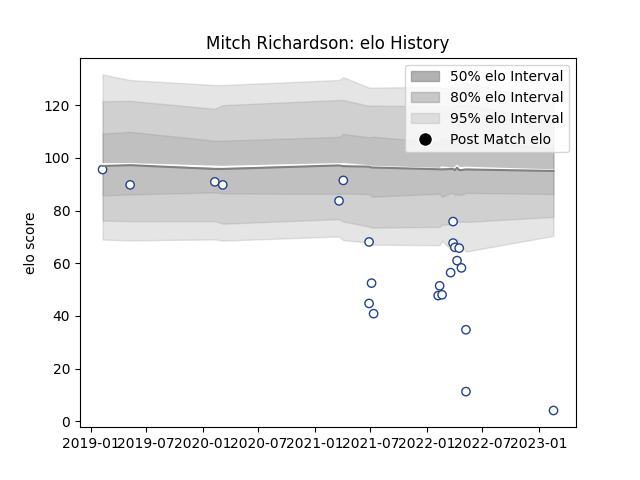 Mitch Richardson: elo History
50% elo Interval
80% elo Interval
95% elo Interval
Post Match elo
elo score
120
100
80
60
40
20
0
2019-01 2019-07 2020-01 2020-07 2021-01 2021-07 2022-01 2022-07 2023-01